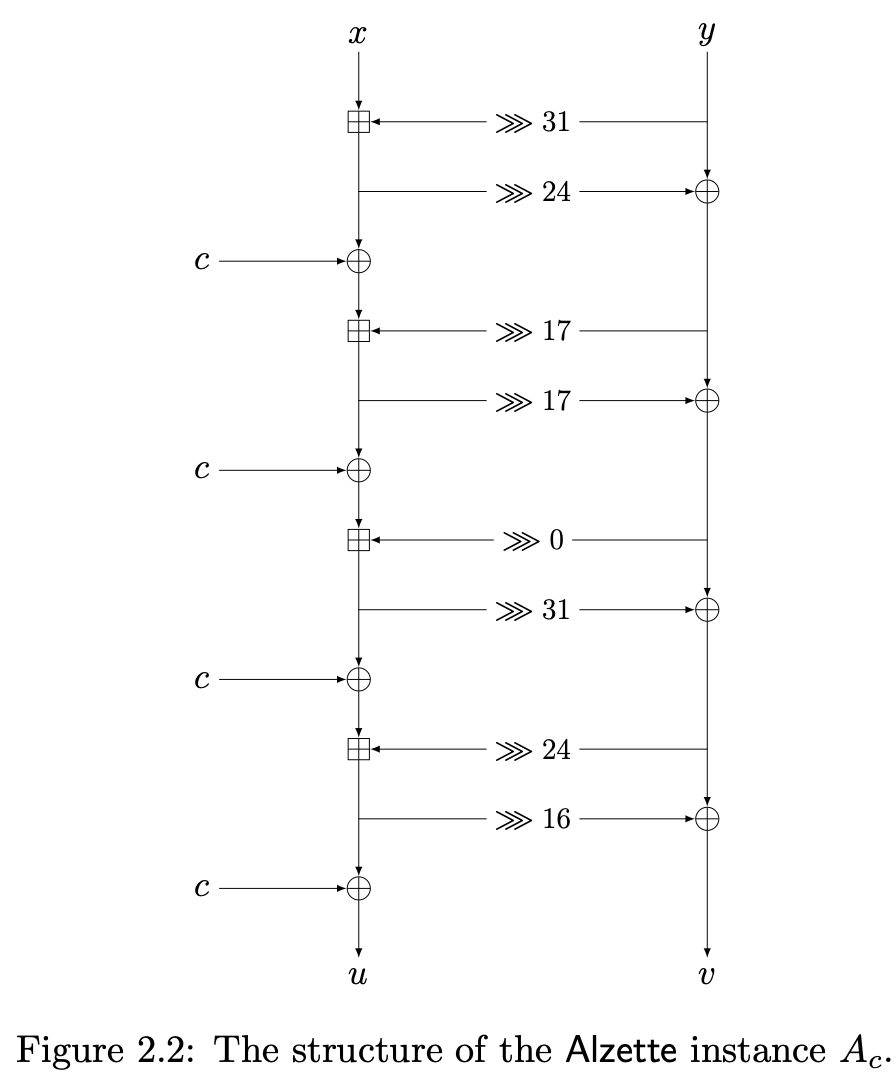 x y
⋙ 31
⋙ 24
c
⋙ 17
⋙ 17
c
⋙ 0
⋙ 31
c
⋙ 24
⋙ 16
c
u v
Figure 2.2: The structure of the Alzette instance A_c.